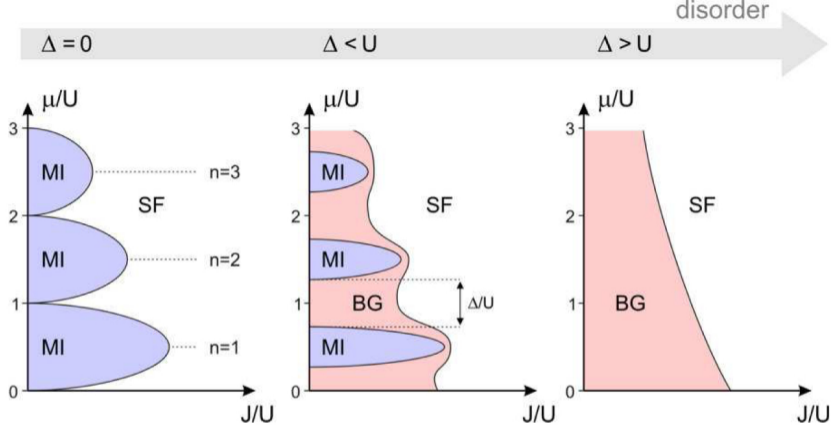 disorder
Δ = 0
Δ < U
Δ > U
μ/U
3
MI
n=3
SF
2
MI
n=2
1
MI
n=1
0
J/U
μ/U
3
MI
SF
2
MI
1
BG
Δ/U
MI
0
J/U
μ/U
3
SF
2
1
BG
0
J/U